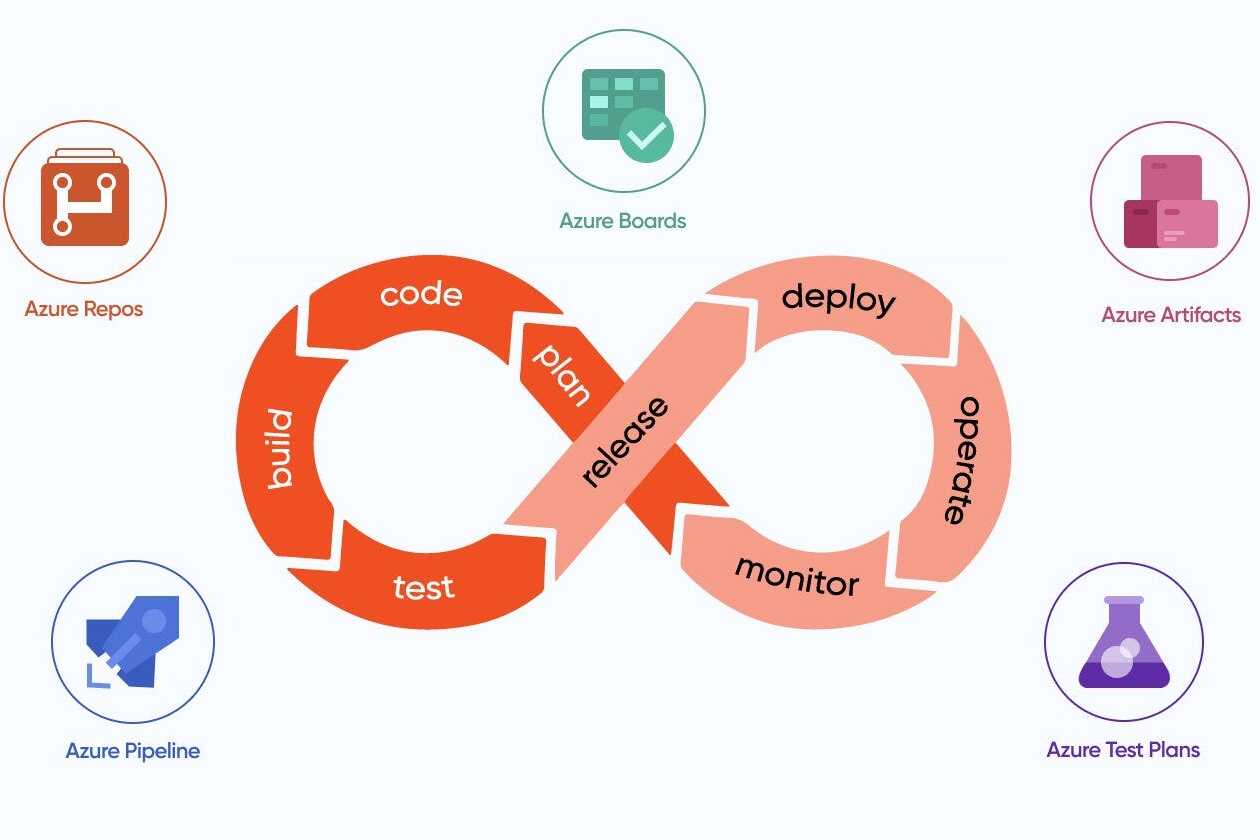 Azure Boards
Azure Repos
Azure Artifacts
code
deploy
plan
release
build
operate
test
monitor
Azure Pipeline
Azure Test Plans